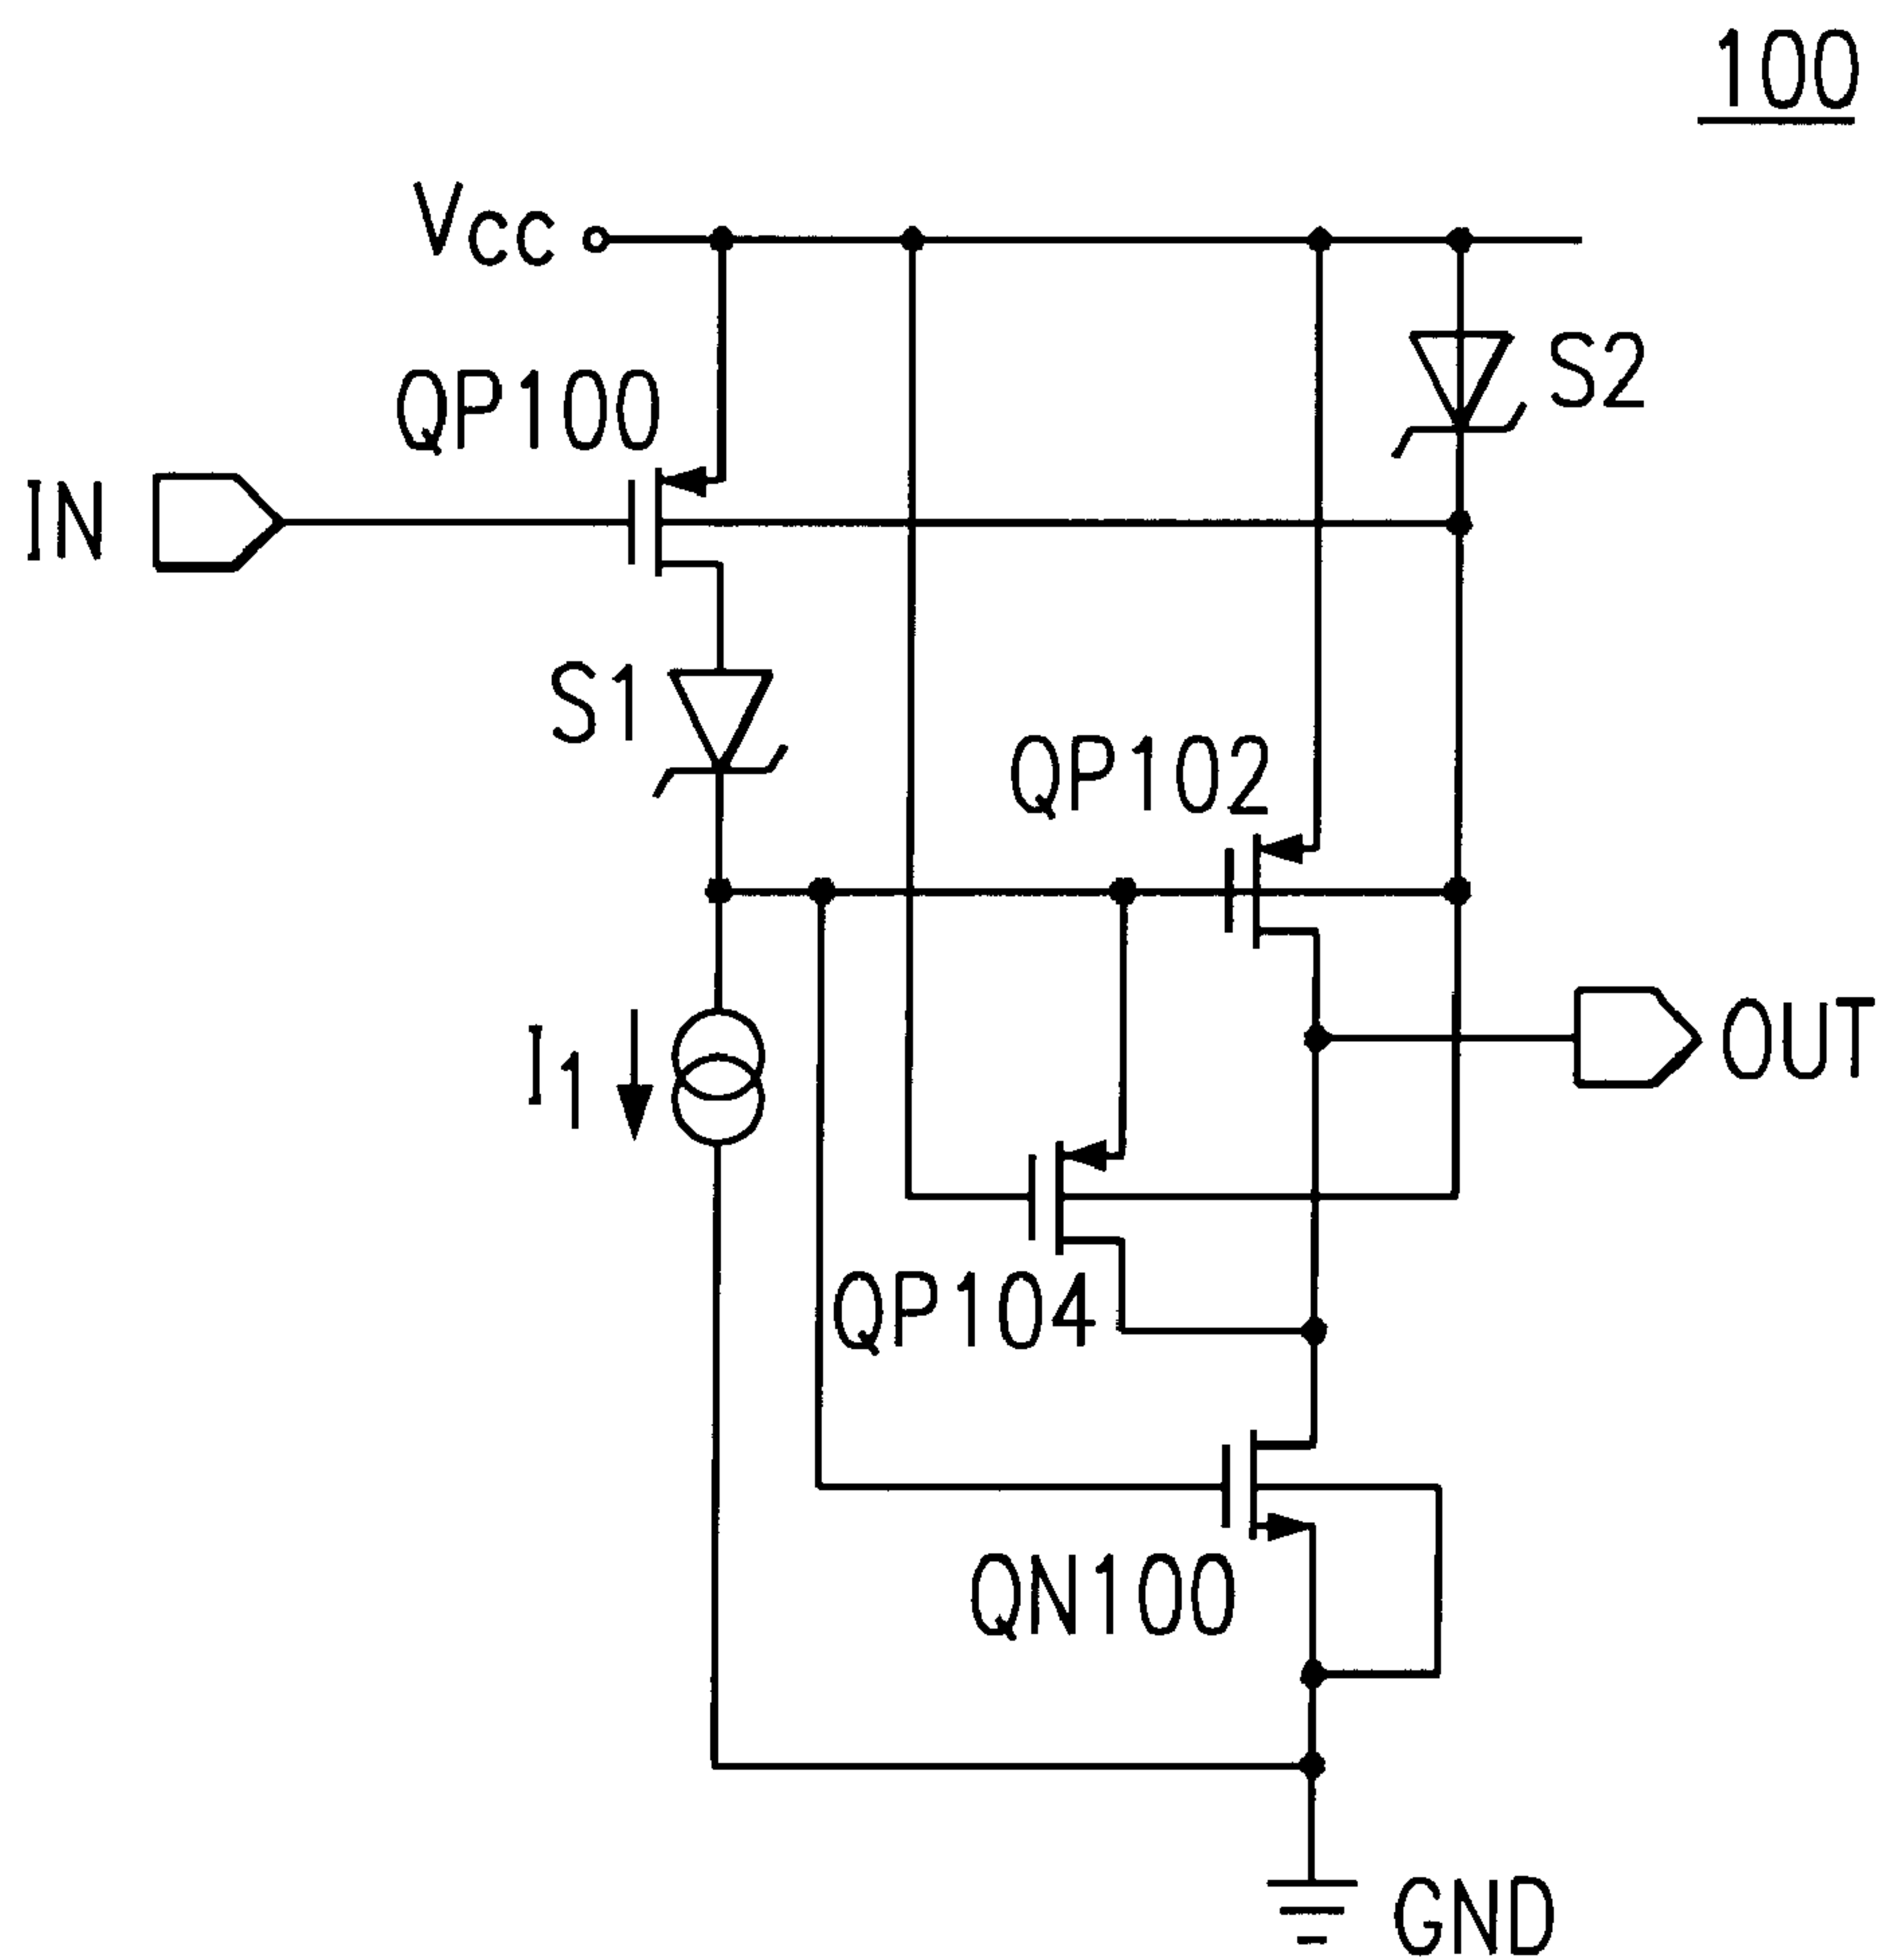 100
Vcc
QP100
S2
IN
S1
QP102
I1
OUT
QP104
QN100
GND